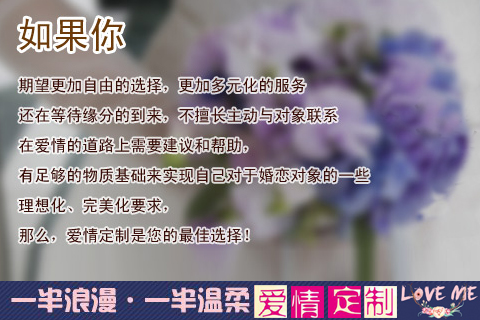 如果你
期望更加自由的选择，更加多元化的服务
还在等待缘分的到来，不擅长主动与对象联系
在爱情的道路上需要建议和帮助，
有足够的物质基础来实现自己对于婚恋对象的一些
理想化、完美化要求，
那么，爱情定制是您的最佳选择！
一半浪漫·一半温柔 爱情定制 LOVE ME